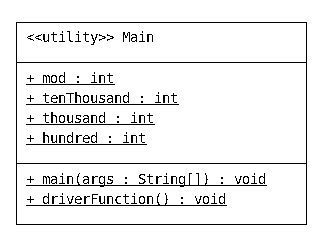 <<utility>> Main
+ mod : int
+ tenThousand : int
+ thousand : int
+ hundred : int
+ main(args : String[]) : void
+ driverFunction() : void